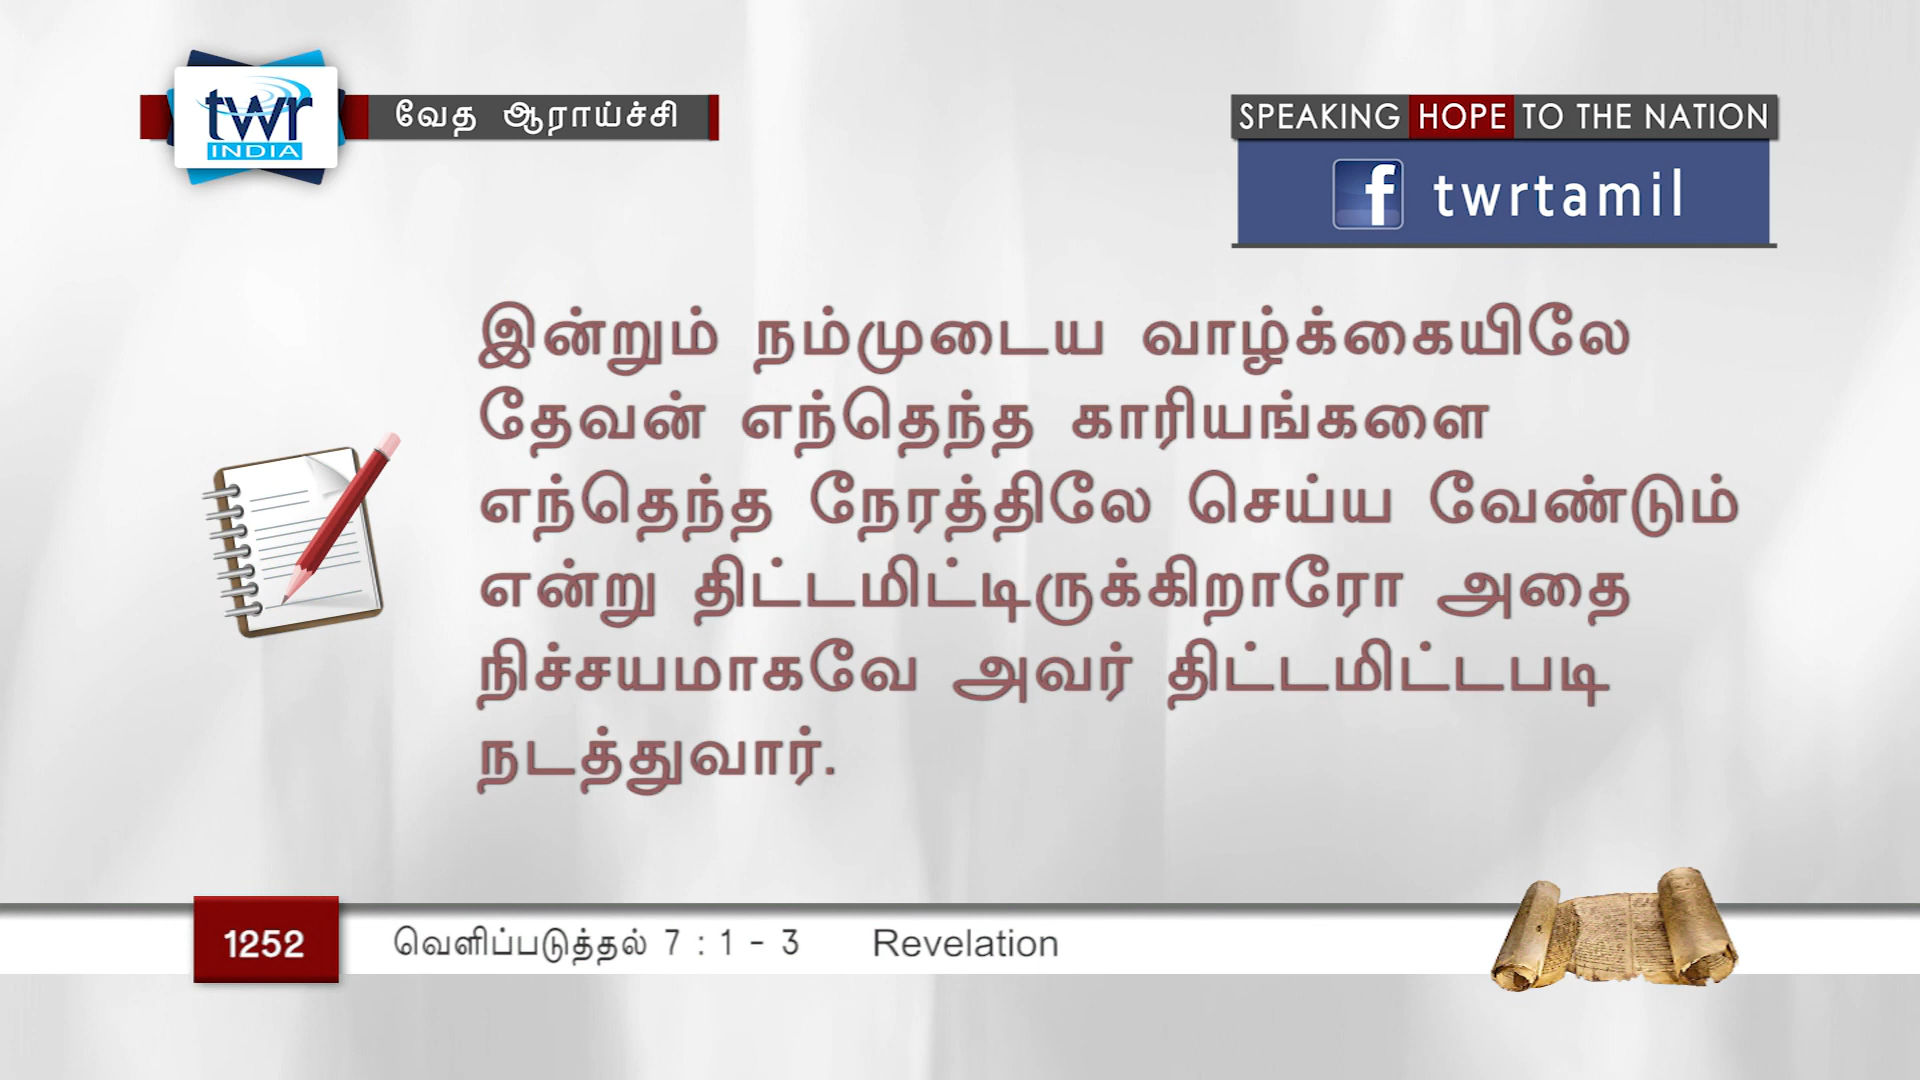 twr
INDIA
வேத ஆராய்ச்சி
SPEAKING HOPE TO THE NATION
f twrtamil
இன்றும் நம்முடைய வாழ்க்கையிலே
தேவன் எந்தெந்த காரியங்களை
எந்தெந்த நேரத்திலே செய்ய வேண்டும்
என்று திட்டமிட்டிருக்கிறாரோ அதை
நிச்சயமாகவே அவர் திட்டமிட்டபடி
நடத்துவார்.
1252 வெளிப்படுத்தல் 7 : 1 - 3 Revelation